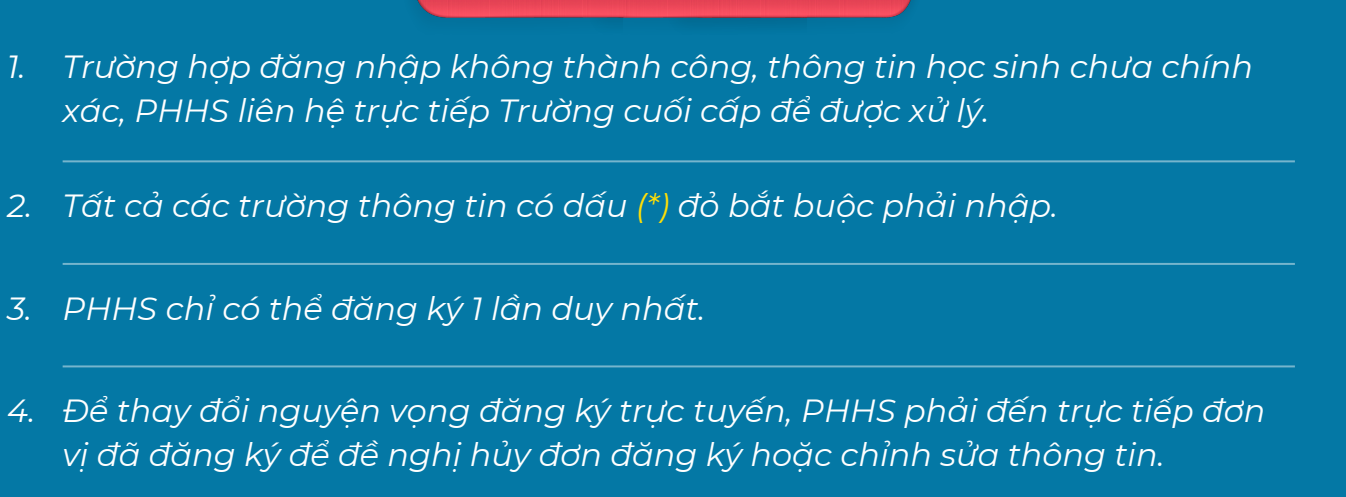 1. Trường hợp đăng nhập không thành công, thông tin học sinh chưa chính
xác, PHHS liên hệ trực tiếp Trường cuối cấp để được xử lý.
2. Tất cả các trường thông tin có dấu (*) đỏ bắt buộc phải nhập.
3. PHHS chỉ có thể đăng ký 1 lần duy nhất.
4. Để thay đổi nguyện vọng đăng ký trực tuyến, PHHS phải đến trực tiếp đơn
vị đã đăng ký để đề nghị hủy đơn đăng ký hoặc chỉnh sửa thông tin.